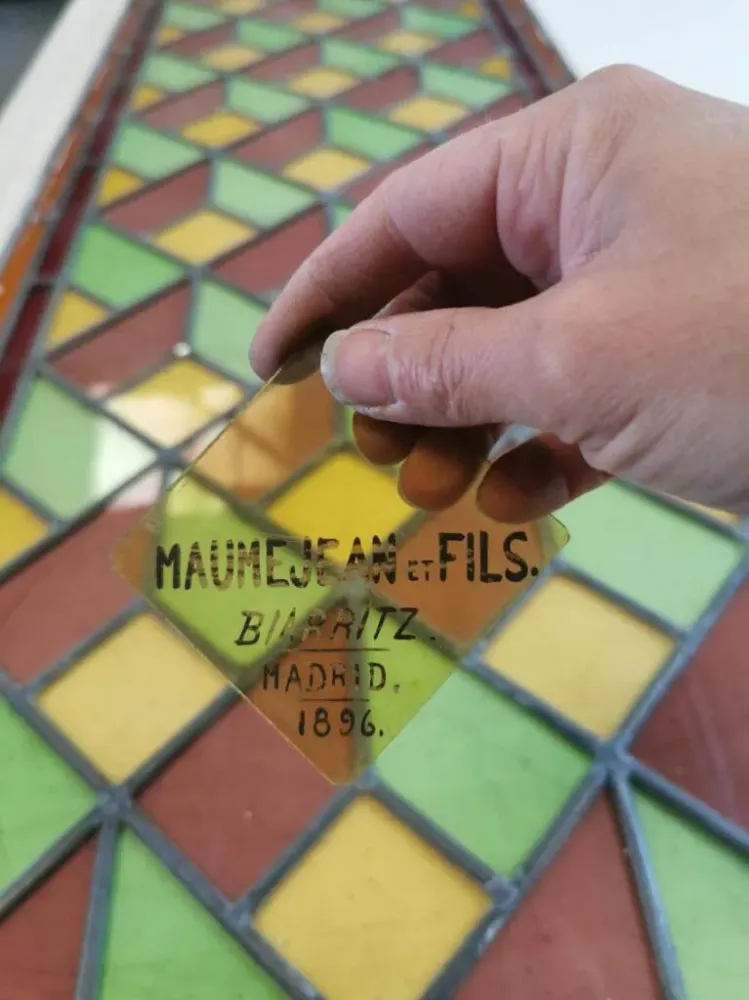 MAUMEJEAN ET FILS.
BIARRITZ.
MADRID.
1896.